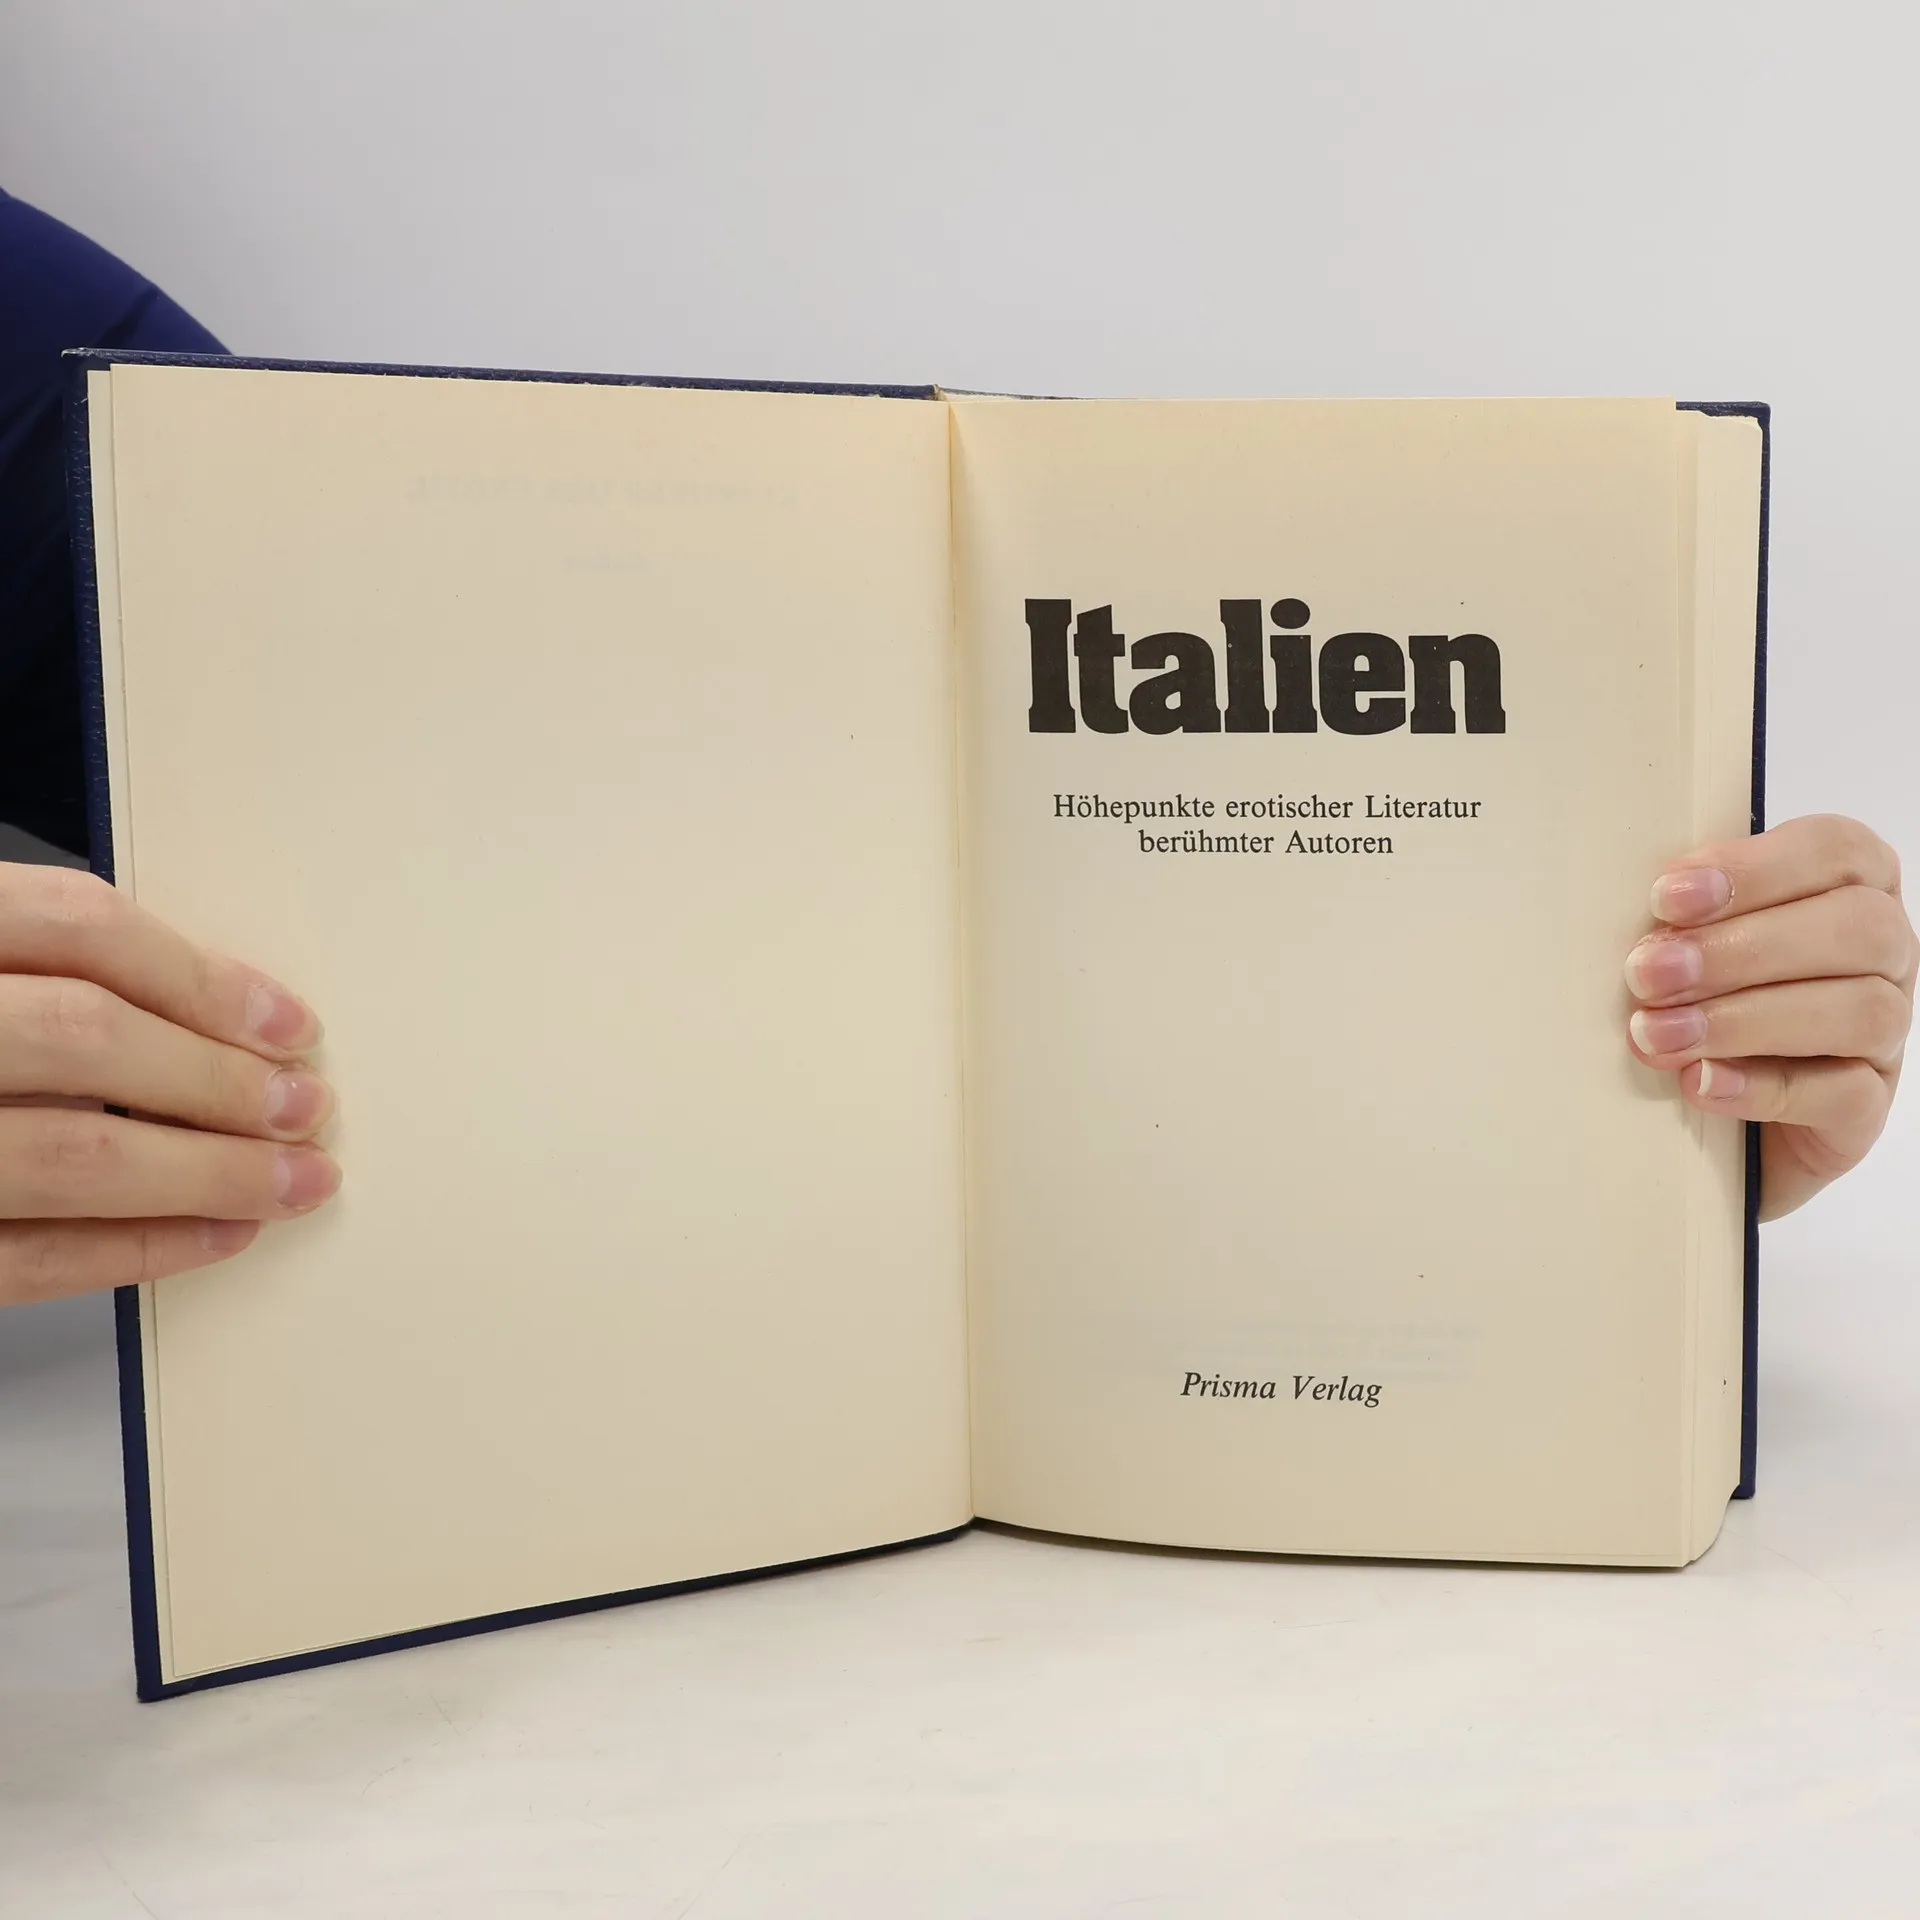 Italien
Höhepunkte erotischer Literatur
berühmter Autoren
Prisma Verlag